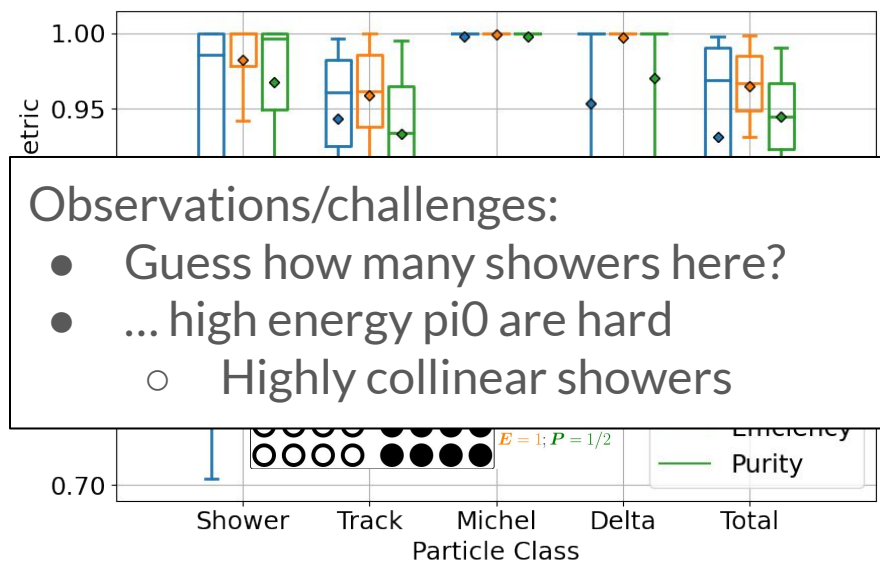 1.00
0.95
etric
Observations/challenges:
● Guess how many showers here?
● ... high energy pi0 are hard
○ Highly collinear showers
E = 1; P = 1/2
Efficiency
Purity
0.70
Shower Track Michel Delta Total
Particle Class